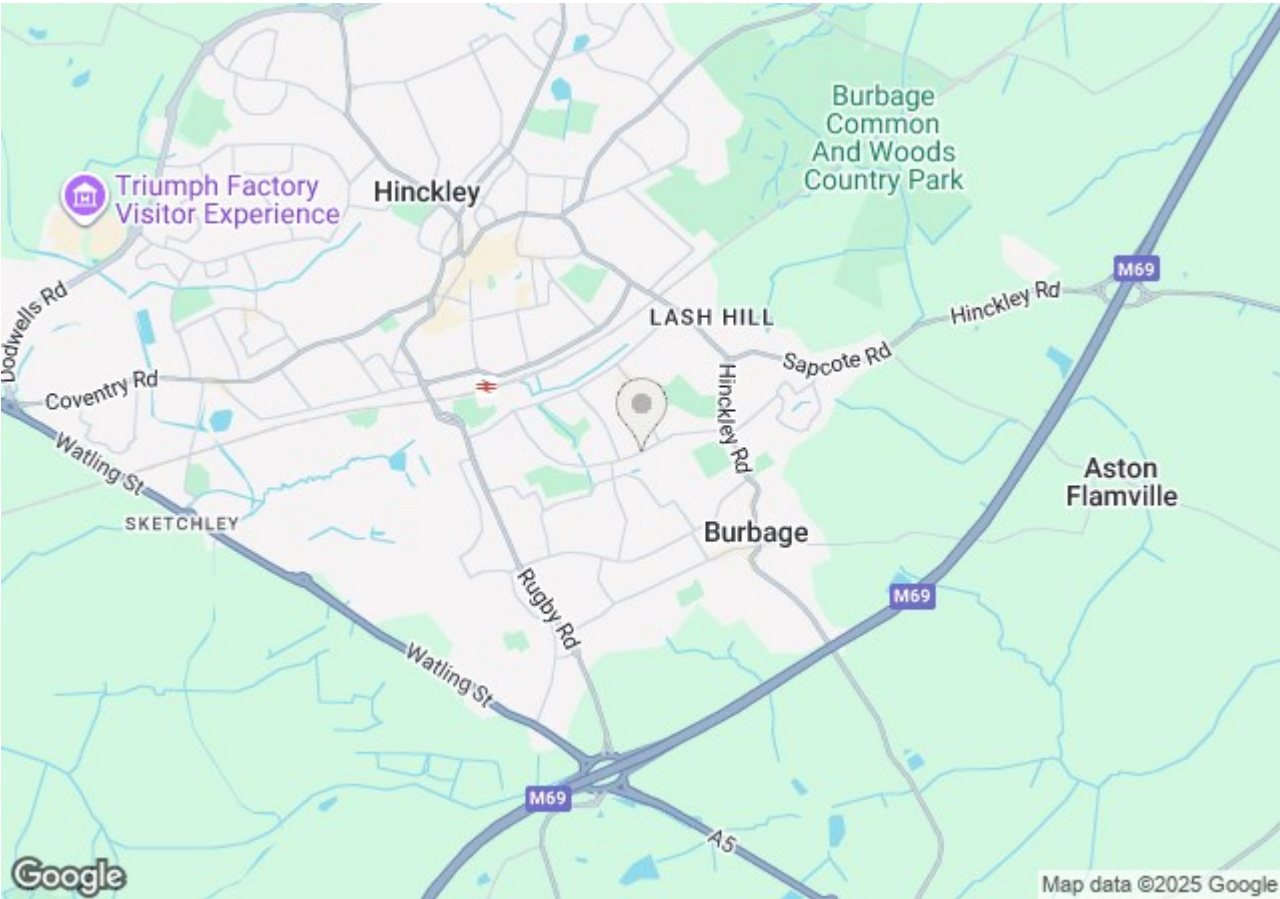 Burbage
Common
And Woods
Country Park
Triumph Factory
Visitor Experience
Hinckley
M69
Dodwells Rd
Hinckley Rd
LASH HILL
Sapcote Rd
Coventry Rd
Hinckley Rd
Watling St
Aston
Flamville
SKETCHLEY
Burbage
Rugby Rd
M69
Watling St
M69
A5
Google
Map data ©2025 Google